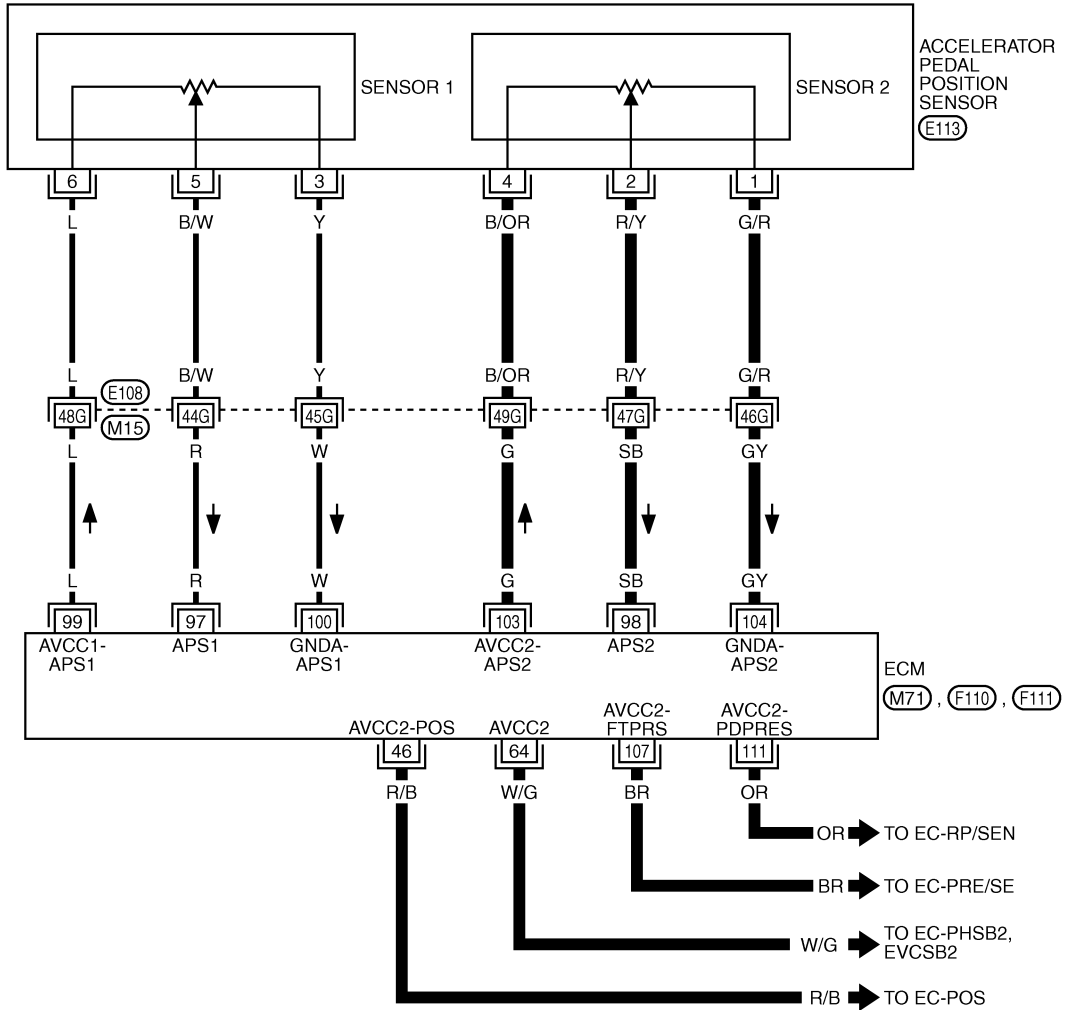 ACCELERATOR
PEDAL
POSITION
SENSOR
E113
SENSOR 1
SENSOR 2
6 5 3 4 2 1
L B/W Y B/OR R/Y G/R
L B/W Y B/OR R/Y G/R
E108
48G 44G 45G 49G 47G 46G
M15
L R W G SB GY
L R W G SB GY
99 97 100 103 98 104
AVCC1-
APS1
APS1
GNDA-
APS1
AVCC2-
APS2
APS2
GNDA-
APS2
ECM
M71 , F110 , F111
AVCC2-POS
AVCC2
AVCC2-
FTPRS
AVCC2-
PDPRES
46 64 107 111
R/B W/G BR OR
OR TO EC-RP/SEN
BR TO EC-PRE/SE
W/G TO EC-PHSB2,
EVCSB2
R/B TO EC-POS